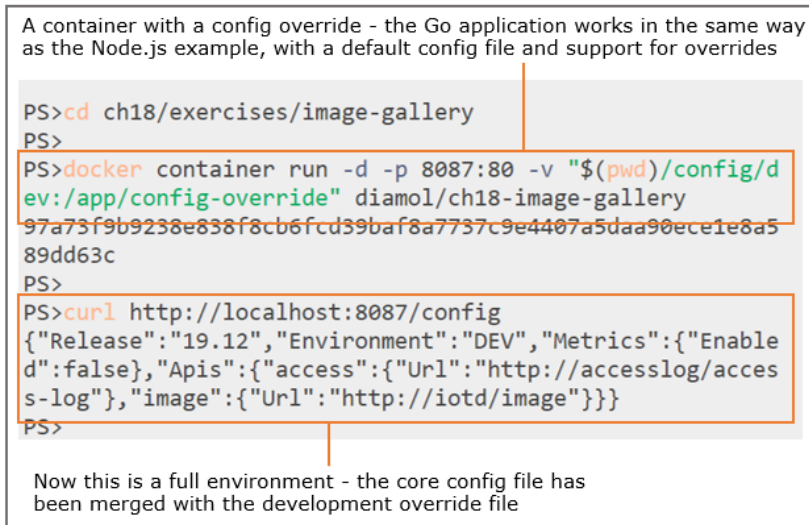 A container with a config override - the Go application works in the same way
as the Node.js example, with a default config file and support for overrides
PS>cd ch18/exercises/image-gallery
PS>
PS>docker container run -d -p 8087:80 -v "$(pwd)/config/d
ev:/app/config-override" diamol/ch18-image-gallery
97a73f9b9238e838f8cb6fcd39baf8a7737c9e4407a5daa90ece1e8a5
89dd63c
PS>
PS>curl http://localhost:8087/config
{"Release":"19.12","Environment":"DEV","Metrics":{"Enable
d":false},"Apis":{"access":{"Url":"http://accesslog/acces
s-log"},"image":{"Url":"http://iotd/image"}}}
PS>
Now this is a full environment - the core config file has
been merged with the development override file